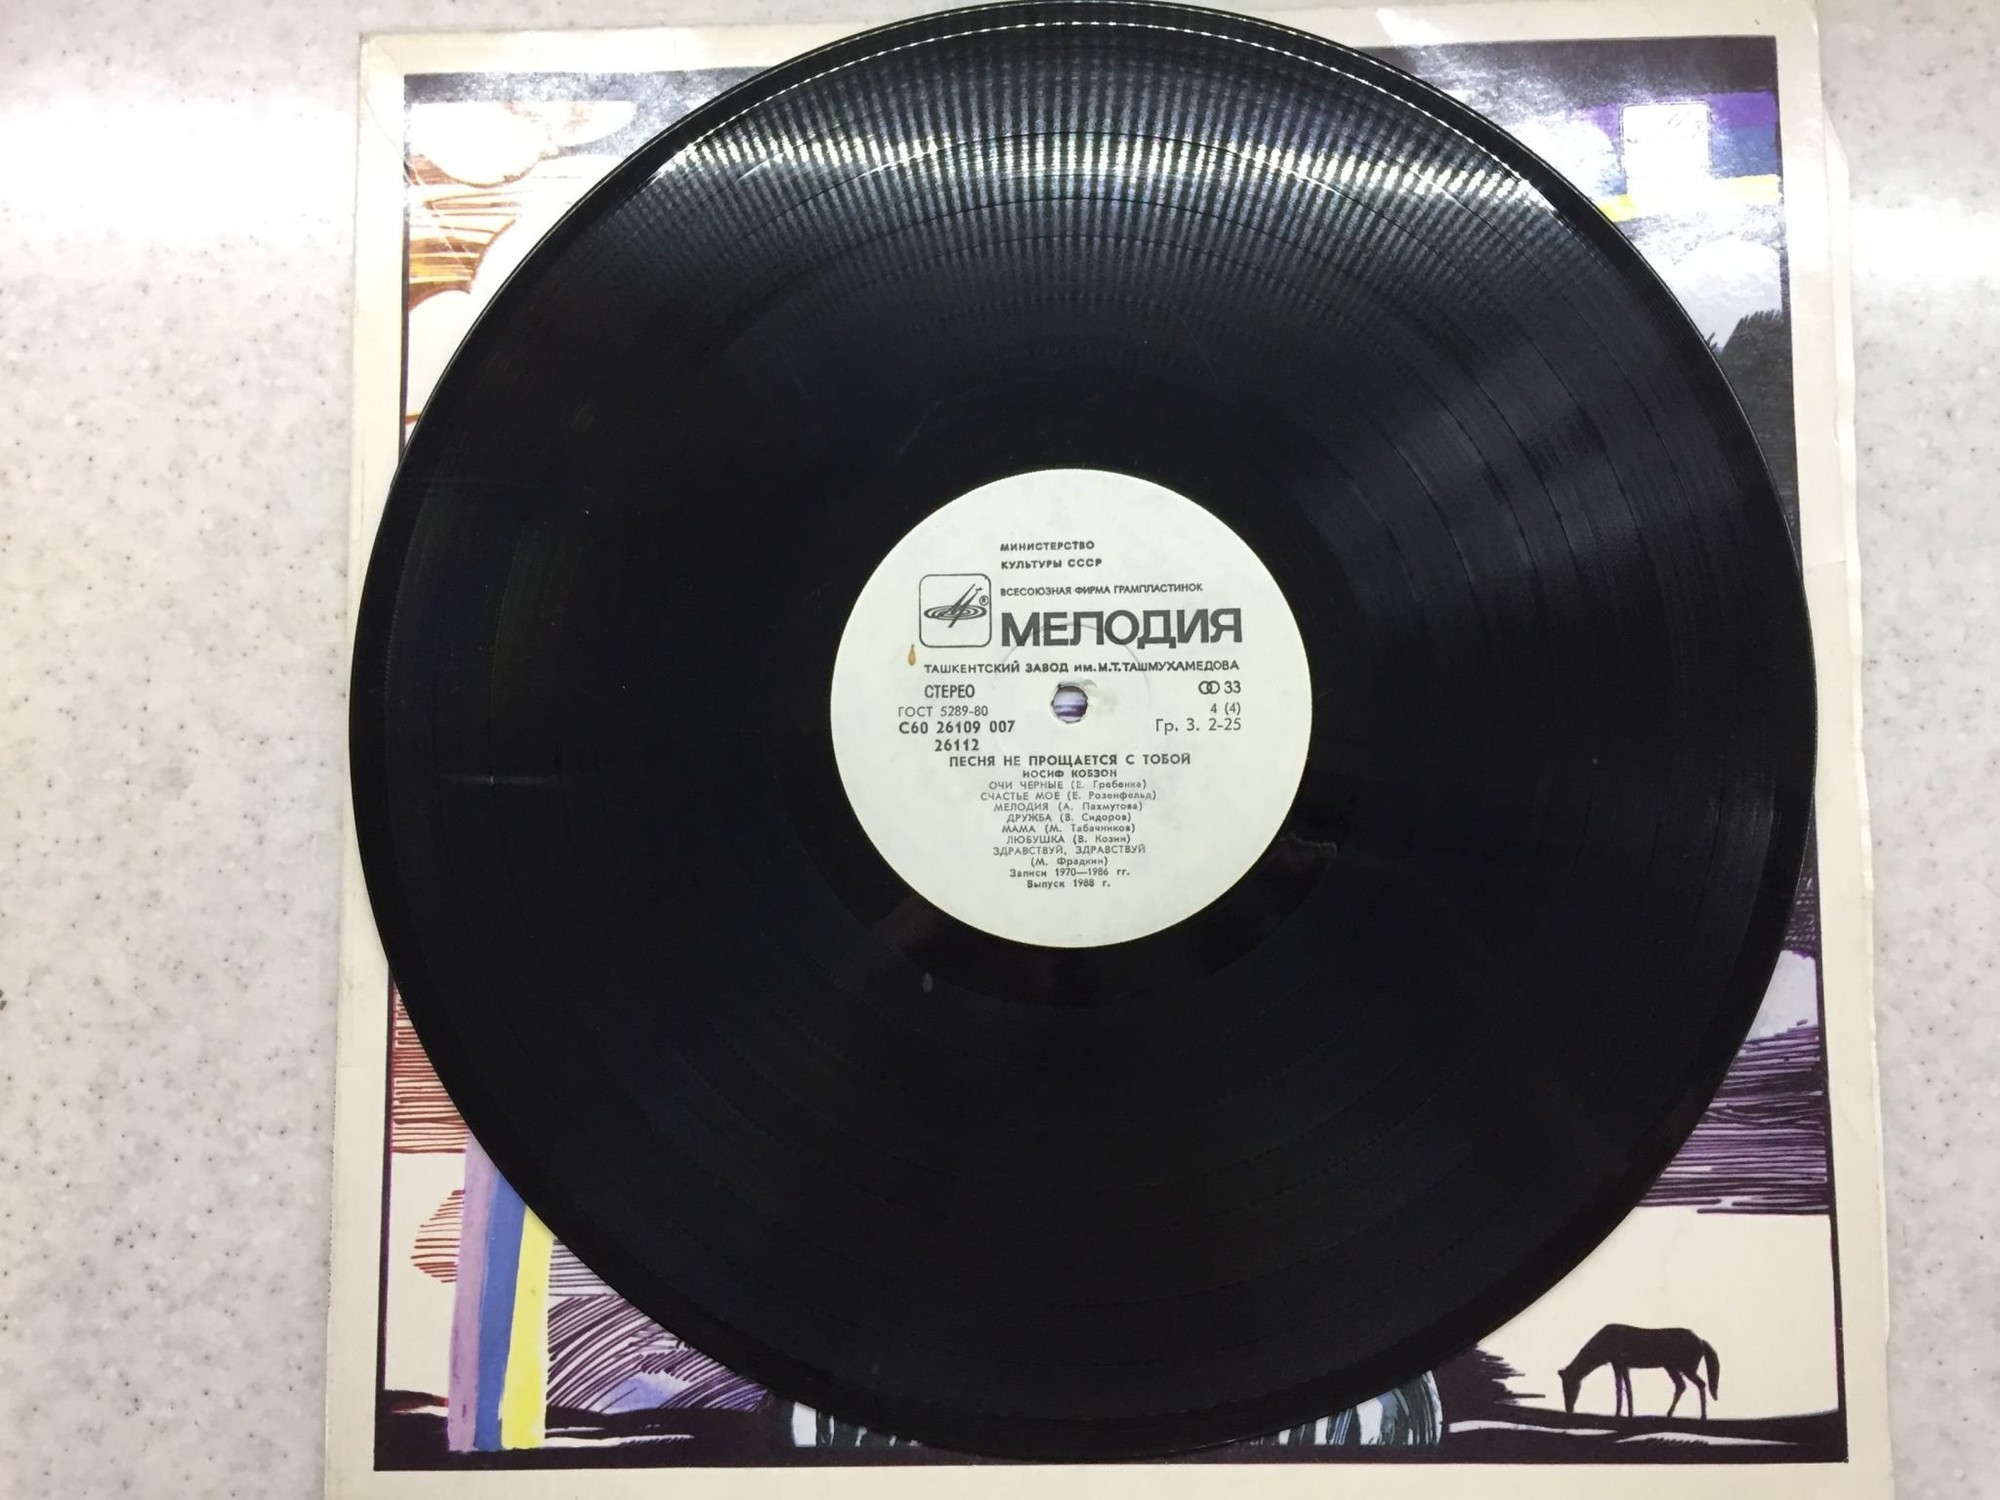 МИНИСТЕРСТВО
КУЛЬТУРЫ СССР
ВСЕСОЮЗНАЯ ФИРМА ГРАМПЛАСТИНОК
®
МЕЛОДИЯ
ТАШКЕНТСКИЙ ЗАВОД им. М.Т.ТАШМУХАМЕДОВА
СТЕРЕО 33
ГОСТ 5289-80 4 (4)
С60 26109 007 Гр. 3. 2-25
26112
ПЕСНЯ НЕ ПРОЩАЕТСЯ С ТОБОЙ
ИОСИФ КОБЗОН
ОЧИ ЧЕРНЫЕ (Е. Гребенка)
СЧАСТЬЕ МОЕ (Е. Розенфельд)
МЕЛОДИЯ (А. Пахмутова)
ДРУЖБА (В. Сидоров)
МАМА (М. Табачников)
ЛЮБУШКА (В. Козин)
ЗДРАВСТВУЙ, ЗДРАВСТВУЙ
(М. Фрадкин)
Записи 1970—1986 гг.
Выпуск 1988 г.